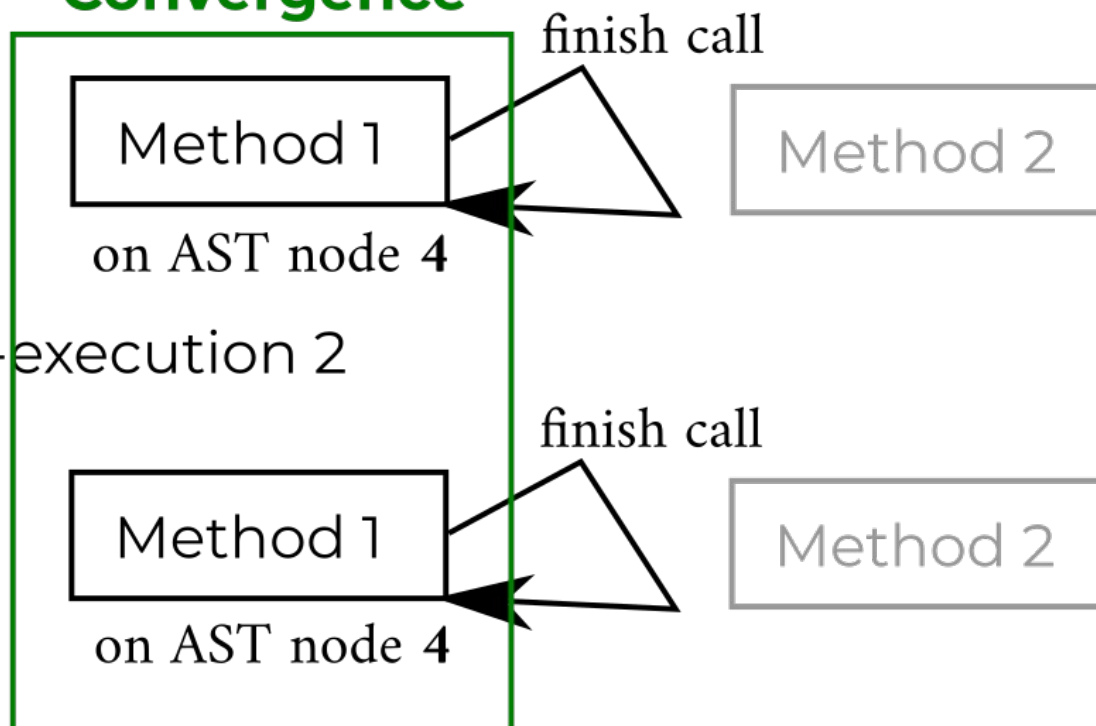 Convergence
finish call
Method 1
Method 2
on AST node 4
-execution 2
finish call
Method 1
Method 2
on AST node 4